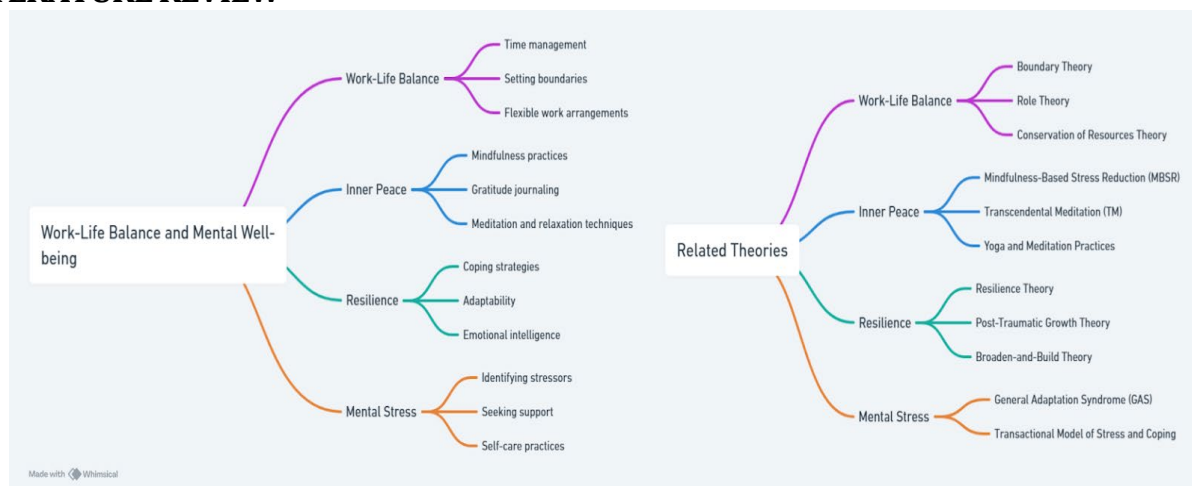 Time management
Work-Life Balance
Setting boundaries
Flexible work arrangements
Mindfulness practices
Inner Peace
Gratitude journaling
Meditation and relaxation techniques
Work-Life Balance and Mental Well-
being
Coping strategies
Resilience
Adaptability
Emotional intelligence
Identifying stressors
Mental Stress
Seeking support
Self-care practices
Boundary Theory
Work-Life Balance
Role Theory
Conservation of Resources Theory
Mindfulness-Based Stress Reduction (MBSR)
Inner Peace
Transcendental Meditation (TM)
Yoga and Meditation Practices
Related Theories
Resilience Theory
Resilience
Post-Traumatic Growth Theory
Broaden-and-Build Theory
General Adaptation Syndrome (GAS)
Mental Stress
Transactional Model of Stress and Coping
Made with Whimsical